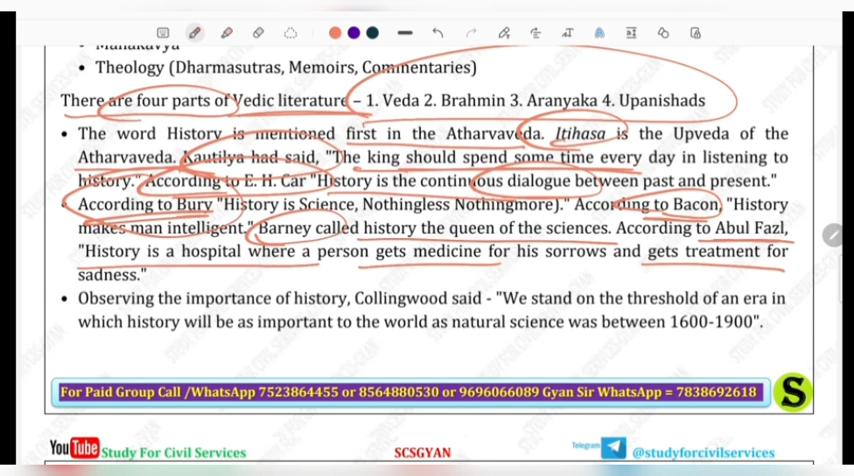 • Mahakavya
• Theology (Dharmasutras, Memoirs, Commentaries)
There are four parts of Vedic literature – 1. Veda 2. Brahmin 3. Aranyaka 4. Upanishads
• The word History is mentioned first in the Atharvaveda. Itihasa is the Upveda of the
Atharvaveda. Kautilya had said, "The king should spend some time every day in listening to
history." According to E. H. Car "History is the continuous dialogue between past and present."
• According to Bury "History is Science, Nothingless Nothingmore)." According to Bacon, "History
makes man intelligent." Barney called history the queen of the sciences. According to Abul Fazl,
"History is a hospital where a person gets medicine for his sorrows and gets treatment for
sadness."
• Observing the importance of history, Collingwood said - "We stand on the threshold of an era in
which history will be as important to the world as natural science was between 1600-1900".
For Paid Group Call /WhatsApp 7523864455 or 8564880530 or 9696066089 Gyan Sir WhatsApp = 7838692618
S
YouTube Study For Civil Services SCSGYAN Telegram @studyforcivilservices